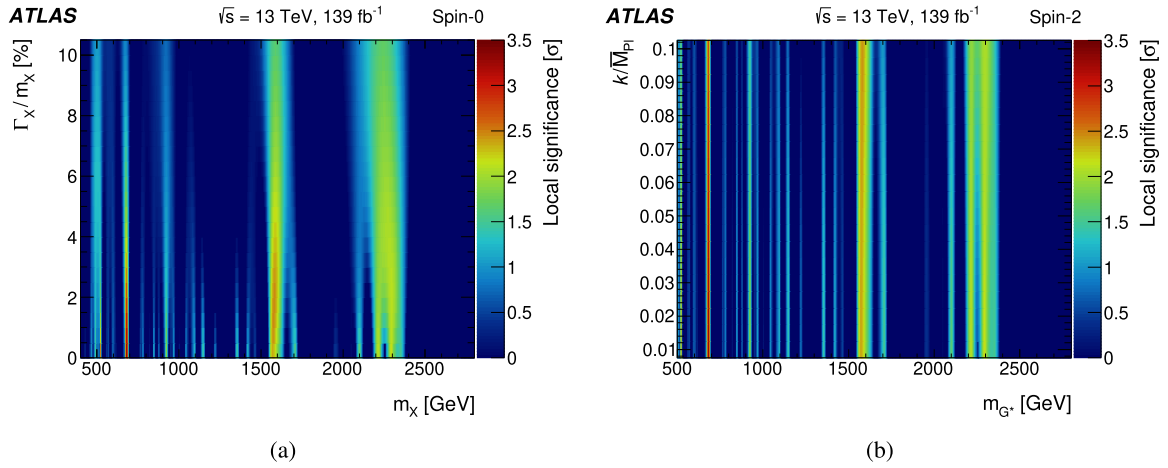 ATLAS √s = 13 TeV, 139 fb⁻¹ Spin-0
Γ_X / m_X [%]
10
8
6
4
2
0
500 1000 1500 2000 2500
m_X [GeV]
3.5
3
2.5
2
1.5
1
0.5
0
Local significance [σ]
(a)
ATLAS √s = 13 TeV, 139 fb⁻¹ Spin-2
k/M̅_Pl
0.1
0.09
0.08
0.07
0.06
0.05
0.04
0.03
0.02
0.01
500 1000 1500 2000 2500
m_G* [GeV]
3.5
3
2.5
2
1.5
1
0.5
0
Local significance [σ]
(b)